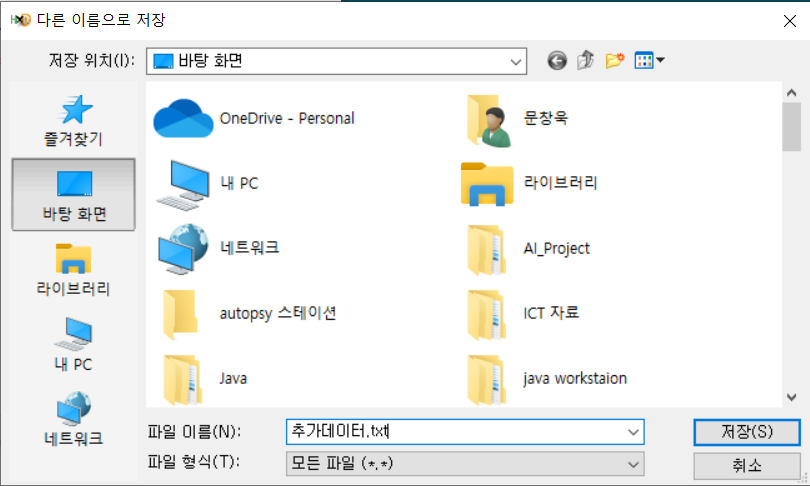 다른 이름으로 저장
저장 위치(I): 바탕 화면
즐겨찾기
바탕 화면
라이브러리
내 PC
네트워크
OneDrive - Personal
문창욱
내 PC
라이브러리
네트워크
AI_Project
autopsy 스테이션
ICT 자료
Java
java workstaion
파일 이름(N): 추가데이터.txt
저장(S)
파일 형식(T): 모든 파일 (*.*)
취소